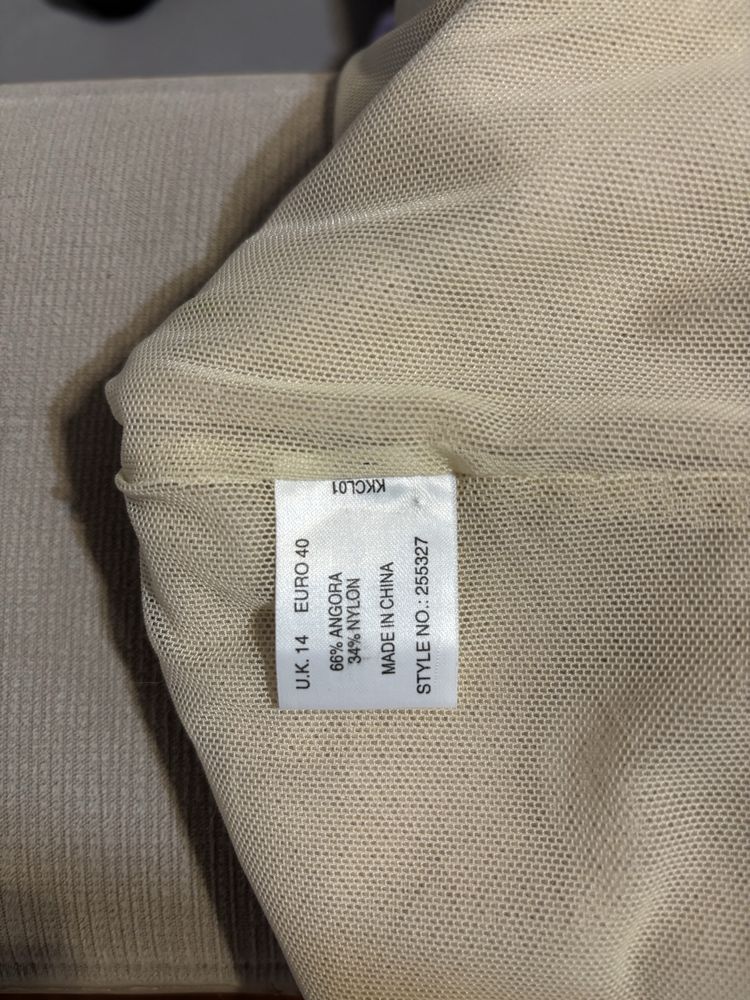 KKCL01
U.K. 14 EURO 40
66% ANGORA
34% NYLON
MADE IN CHINA
STYLE NO.: 255327